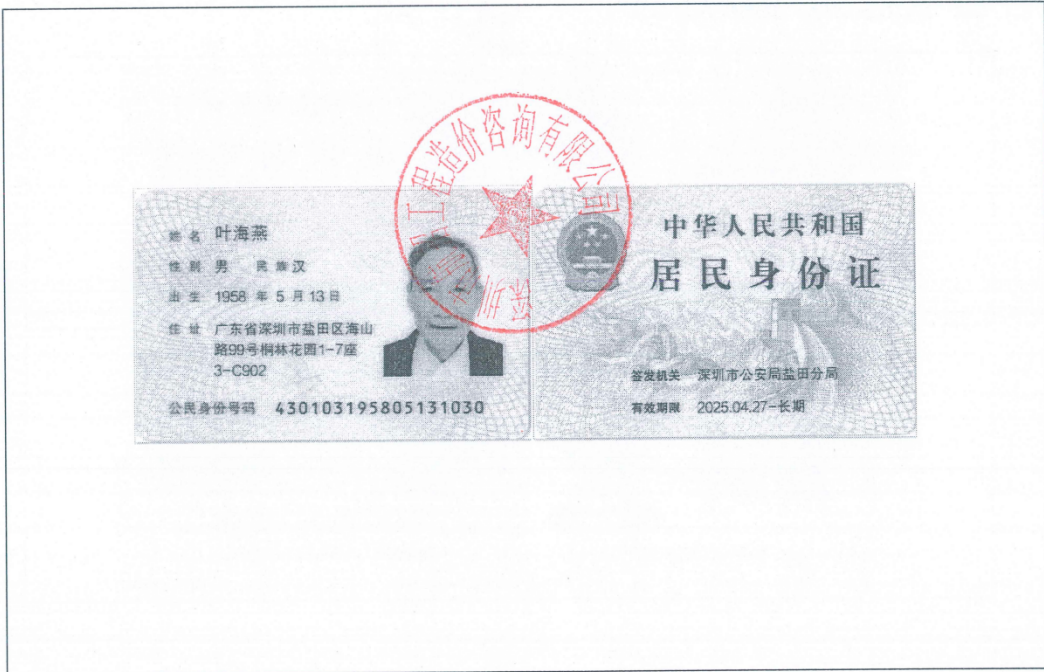 工程造价咨询有限公司
深圳
姓名 叶海燕
性别 男 民族 汉
出生 1958 年 5 月 13 日
住址 广东省深圳市盐田区海山
路99号桐林花园1-7座
3-C902
公民身份号码 430103195805131030
中华人民共和国
居民身份证
签发机关 深圳市公安局盐田分局
有效期限 2025.04.27-长期